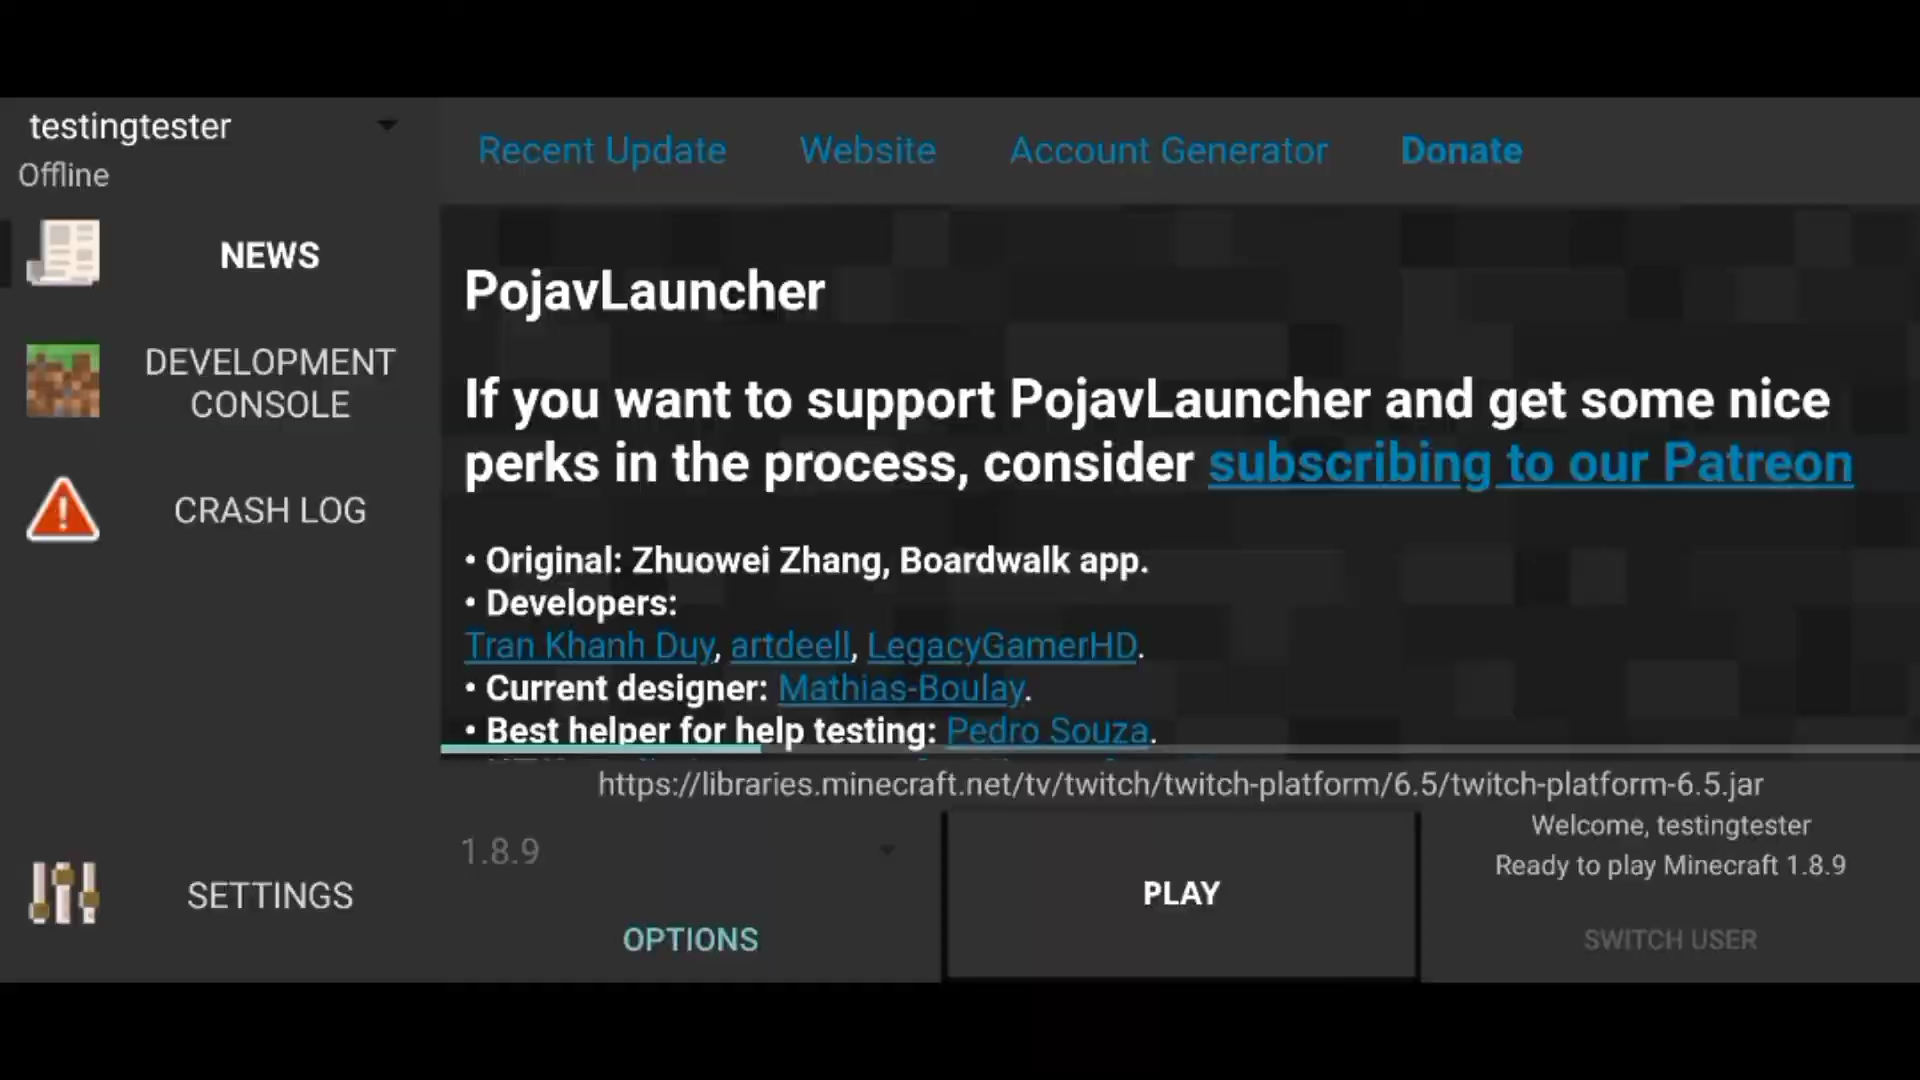 testingtester
Offline
NEWS
DEVELOPMENT
CONSOLE
CRASH LOG
SETTINGS
Recent Update Website Account Generator Donate
PojavLauncher
If you want to support PojavLauncher and get some nice
perks in the process, consider subscribing to our Patreon
• Original: Zhuowei Zhang, Boardwalk app.
• Developers:
Tran Khanh Duy, artdeell, LegacyGamerHD.
• Current designer: Mathias-Boulay.
• Best helper for help testing: Pedro Souza.
https://libraries.minecraft.net/tv/twitch/twitch-platform/6.5/twitch-platform-6.5.jar
1.8.9
OPTIONS
PLAY
Welcome, testingtester
Ready to play Minecraft 1.8.9
SWITCH USER